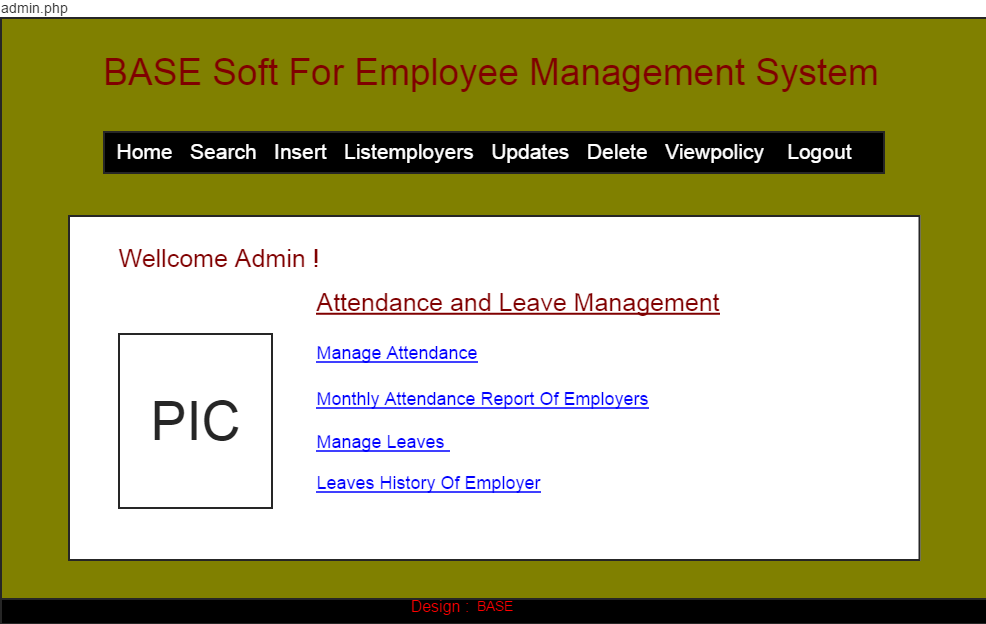 admin.php
BASE Soft For Employee Management System
Home Search Insert Listemployers Updates Delete Viewpolicy Logout
Wellcome Admin !
Attendance and Leave Management
Manage Attendance
PIC
Monthly Attendance Report Of Employers
Manage Leaves
Leaves History Of Employer
Design : BASE